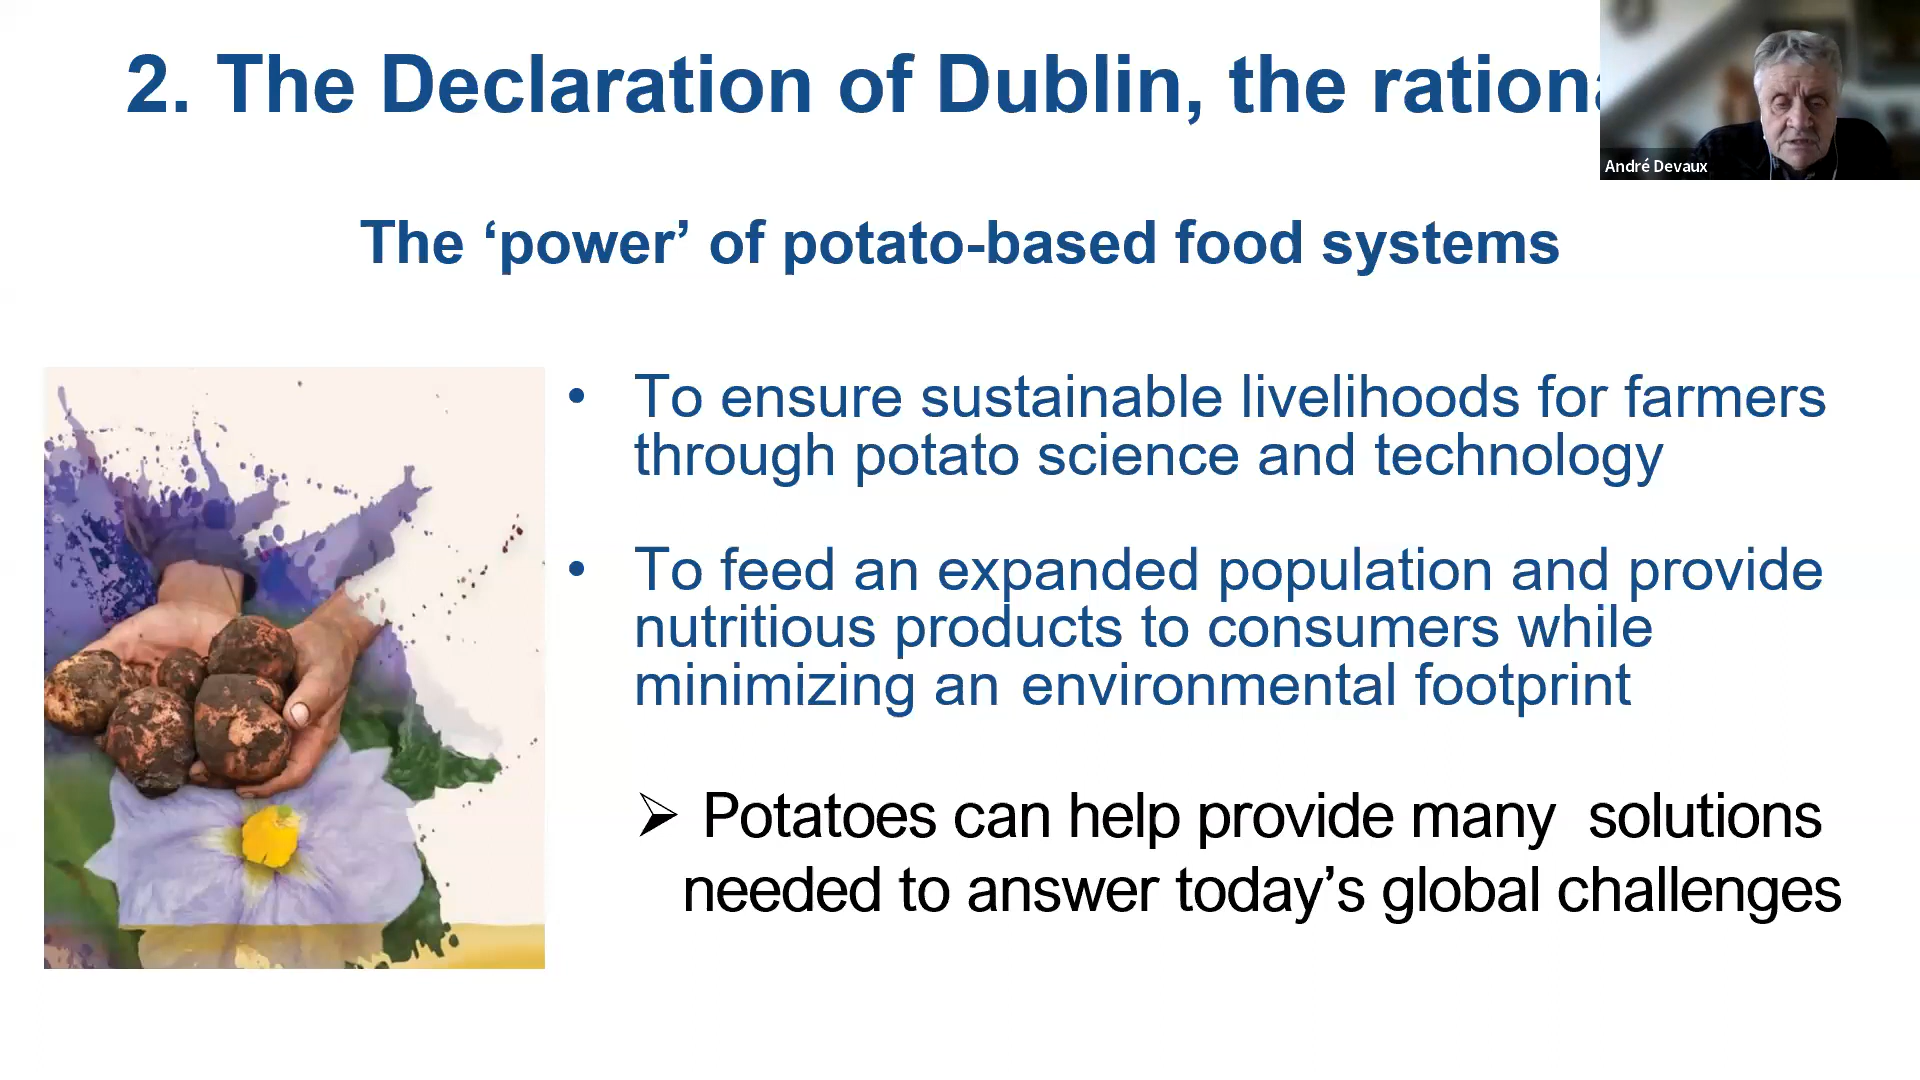 2. The Declaration of Dublin, the rationa
André Devaux
The ‘power’ of potato-based food systems
• To ensure sustainable livelihoods for farmers
through potato science and technology
• To feed an expanded population and provide
nutritious products to consumers while
minimizing an environmental footprint
➢ Potatoes can help provide many solutions
needed to answer today’s global challenges